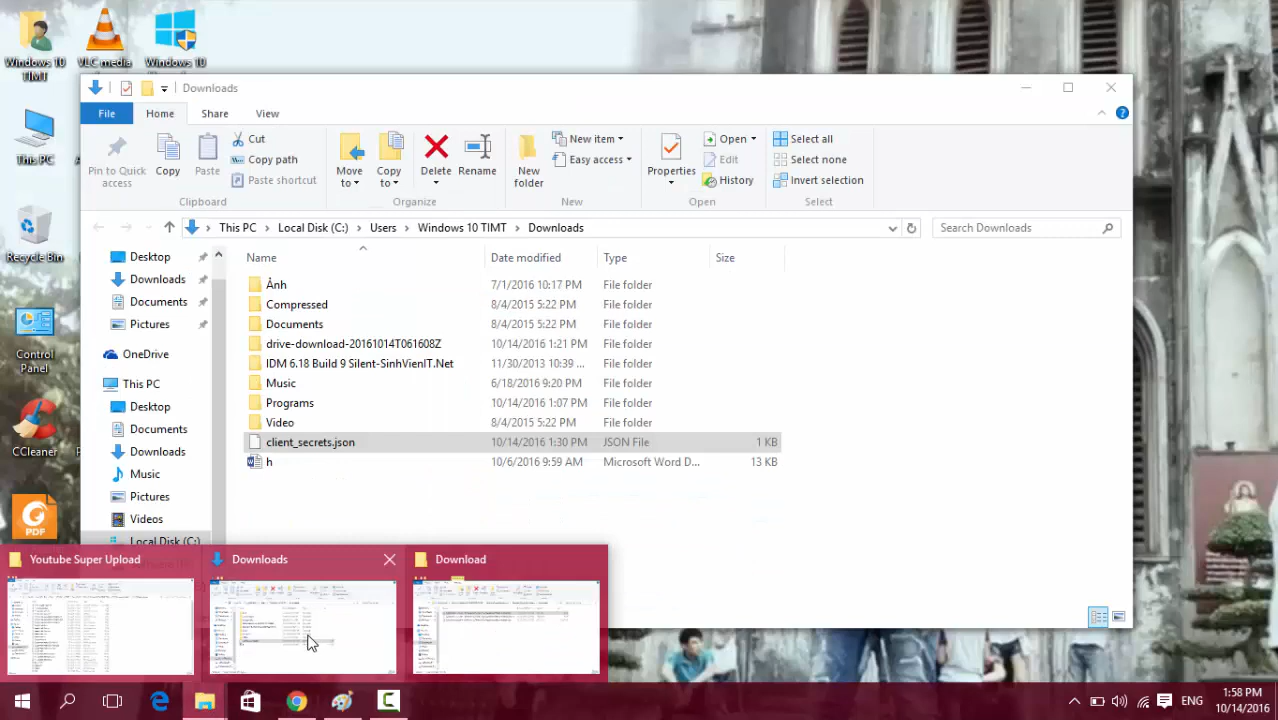 Windows 10
TIMT
VLC media
Windows 10
This PC
Recycle Bin
Control
Panel
CCleaner
Downloads
File
Home
Share
View
Pin to Quick
access
Copy
Paste
Cut
Copy path
Paste shortcut
Clipboard
Move
to
Copy
to
Delete
Rename
Organize
New
folder
New item
Easy access
New
Properties
Open
Edit
History
Open
Select all
Select none
Invert selection
Select
This PC
Local Disk (C:)
Users
Windows 10 TIMT
Downloads
Search Downloads
Desktop
Downloads
Documents
Pictures
OneDrive
This PC
Desktop
Documents
Downloads
Music
Pictures
Videos
Local Disk (C:)
Name Date modified Type Size
Ảnh 7/1/2016 10:17 PM File folder
Compressed 8/4/2015 5:22 PM File folder
Documents 8/4/2015 5:22 PM File folder
drive-download-20161014T061608Z 10/14/2016 1:21 PM File folder
IDM 6.18 Build 9 Silent-SinhVienIT.Net 11/30/2013 10:39 ... File folder
Music 6/18/2016 9:20 PM File folder
Programs 10/14/2016 1:07 PM File folder
Video 8/4/2015 5:22 PM File folder
client_secrets.json 10/14/2016 1:30 PM JSON File 1 KB
h 10/6/2016 9:59 AM Microsoft Word D... 13 KB
PDF
Youtube Super Upload
Downloads
Download
ENG
1:58 PM
10/14/2016